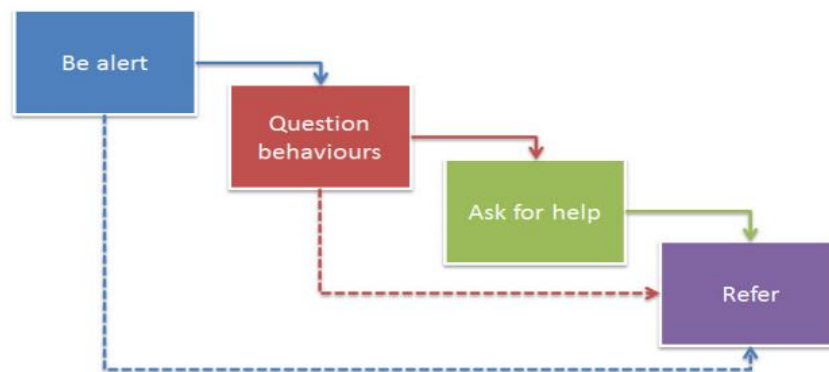 Be alert
Question
behaviours
Ask for help
Refer